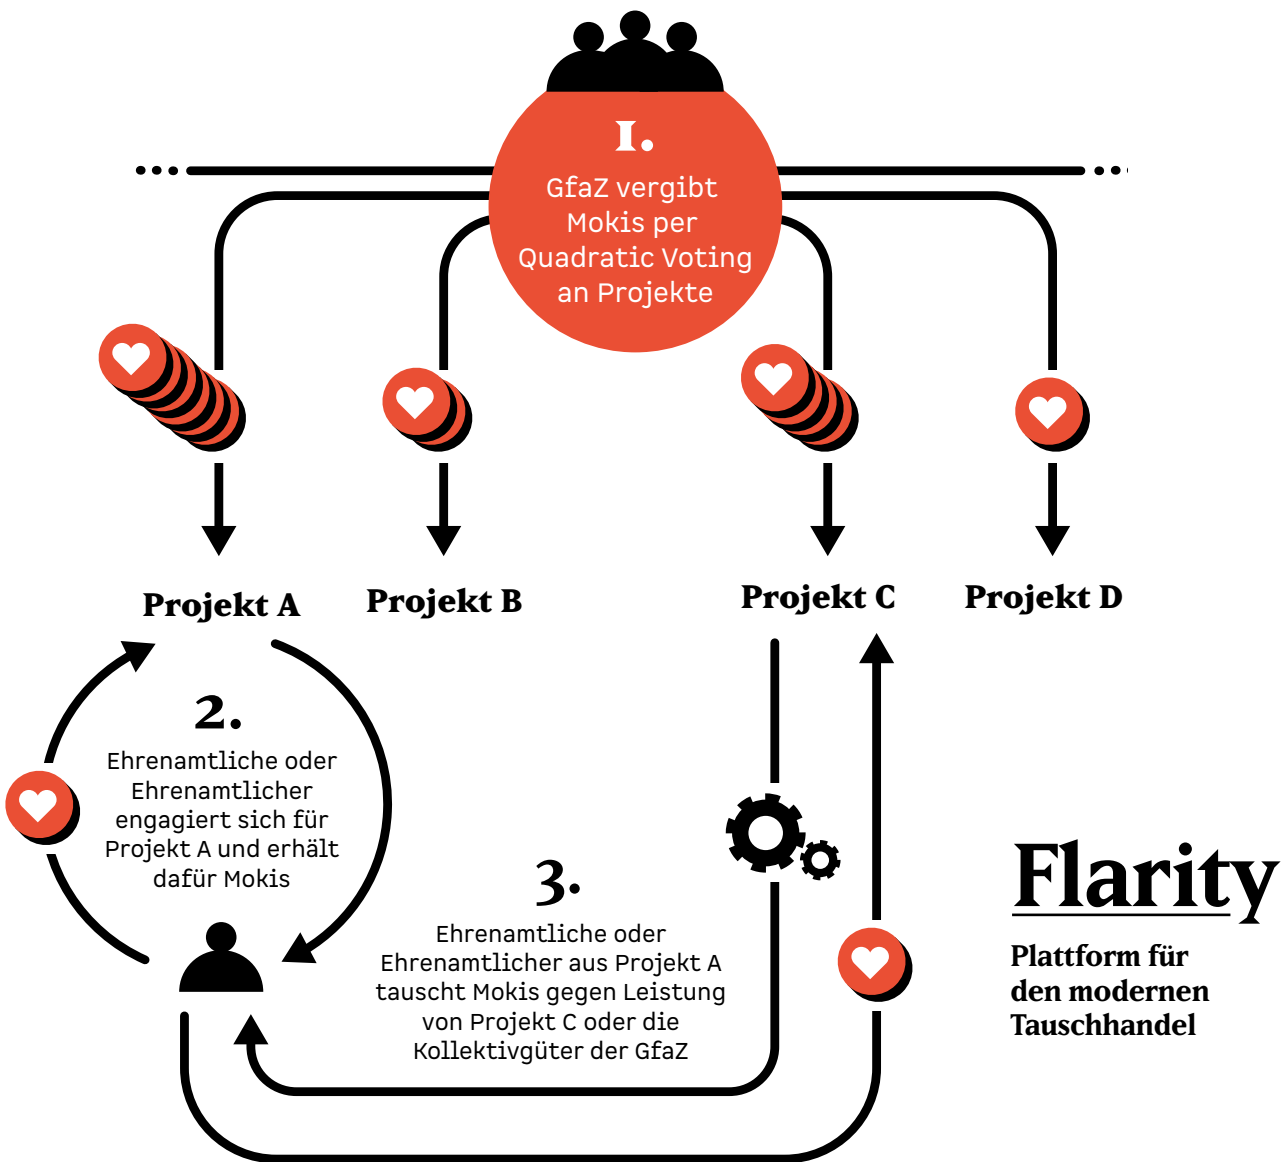 1.
GfaZ vergibt
Mokis per
Quadratic Voting
an Projekte
Projekt A
Projekt B
Projekt C
Projekt D
2.
Ehrenamtliche oder
Ehrenamtlicher
engagiert sich für
Projekt A und erhält
dafür Mokis
3.
Ehrenamtliche oder
Ehrenamtlicher aus Projekt A
tauscht Mokis gegen Leistung
von Projekt C oder die
Kollektivgüter der GfaZ
Flarity
Plattform für
den modernen
Tauschhandel